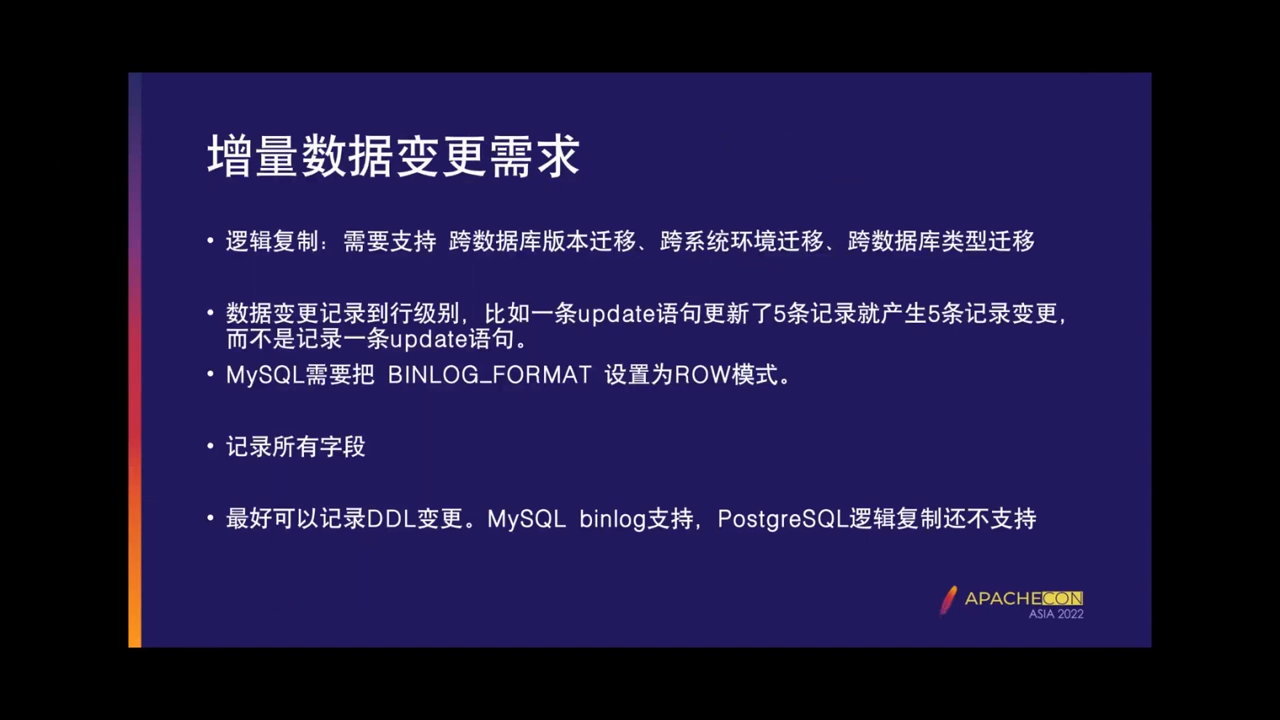 增量数据变更需求
• 逻辑复制：需要支持 跨数据库版本迁移、跨系统环境迁移、跨数据库类型迁移
• 数据变更记录到行级别，比如一条update语句更新了5条记录就产生5条记录变更，
而不是记录一条update语句。
• MySQL需要把 BINLOG_FORMAT 设置为ROW模式。
• 记录所有字段
• 最好可以记录DDL变更。MySQL binlog支持，PostgreSQL逻辑复制还不支持
APACHECON
ASIA 2022